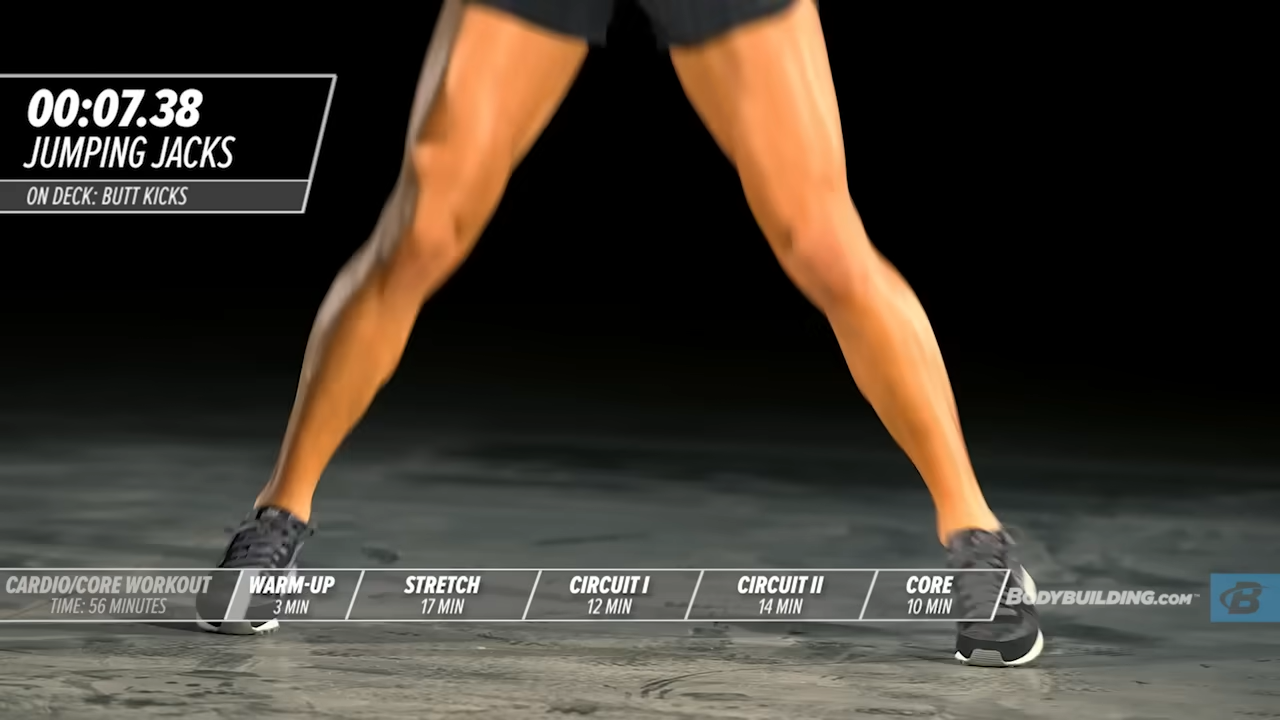 00:07.38
JUMPING JACKS
ON DECK: BUTT KICKS
CARDIO/CORE WORKOUT
TIME: 56 MINUTES
WARM-UP
3 MIN
STRETCH
17 MIN
CIRCUIT I
12 MIN
CIRCUIT II
14 MIN
CORE
10 MIN
BODYBUILDING.COM™
B